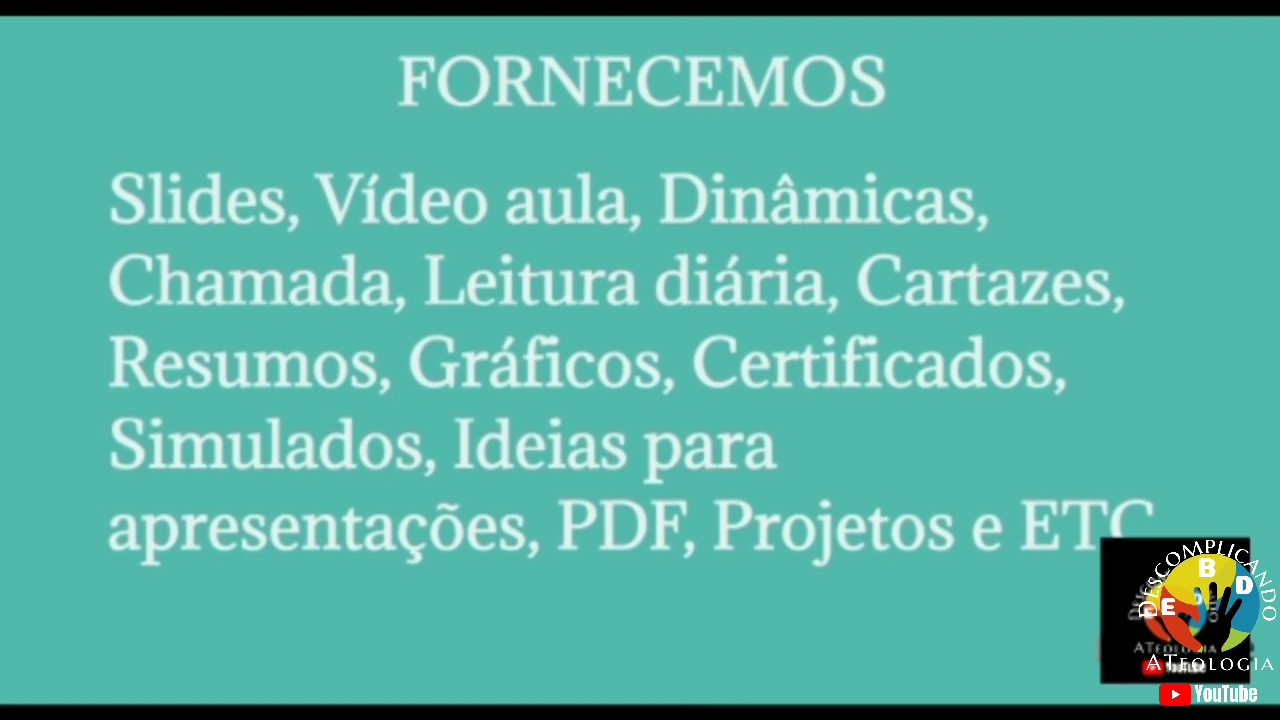 FORNECEMOS
Slides, Vídeo aula, Dinâmicas,
Chamada, Leitura diária, Cartazes,
Resumos, Gráficos, Certificados,
Simulados, Ideias para
apresentações, PDF, Projetos e ETC
DESCOMPLICANDO
EBD
ATEOLOGIA
YouTube